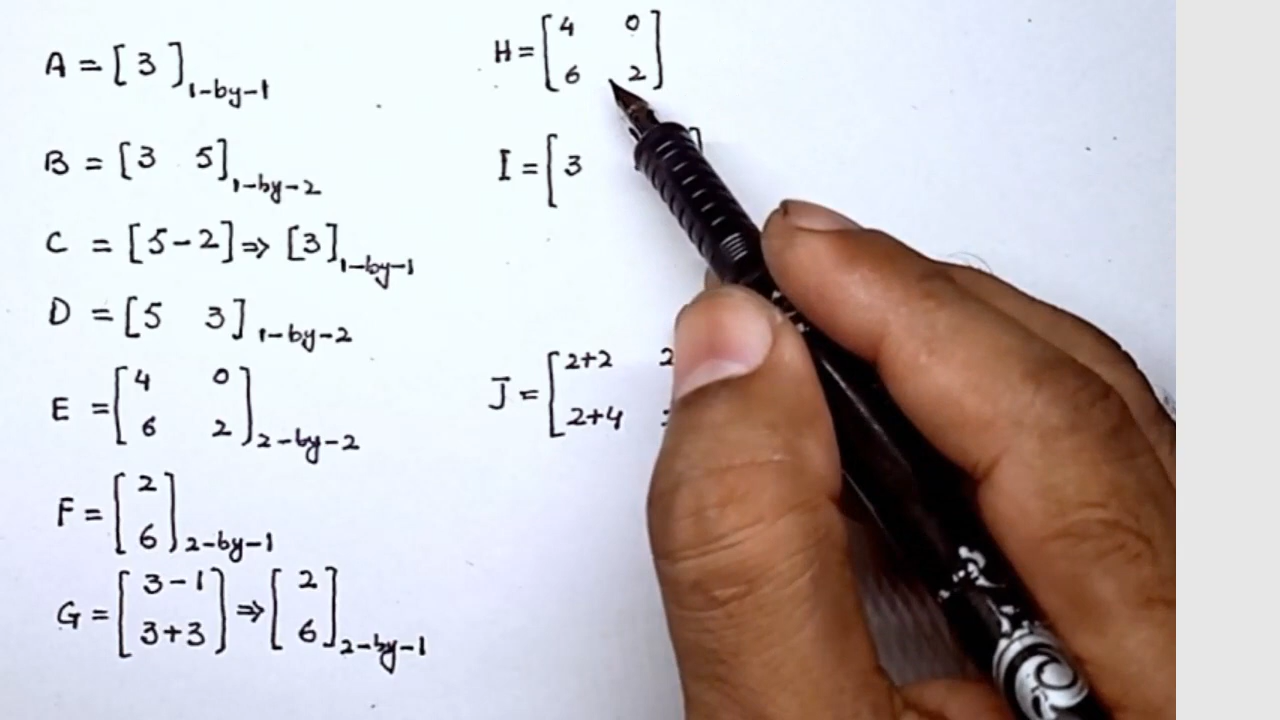 A = [ 3 ] 1-by-1
B = [ 3 5 ] 1-by-2
C = [5-2] ⇒ [3] 1-by-1
D = [5 3] 1-by-2
E = [ 4 0
6 2 ] 2-by-2
F = [ 2
6 ] 2-by-1
G = [ 3-1
3+3 ] ⇒ [ 2
6 ] 2-by-1
H = [ 4 0
6 2 ]
I = [ 3
J = [ 2+2 2
2+4